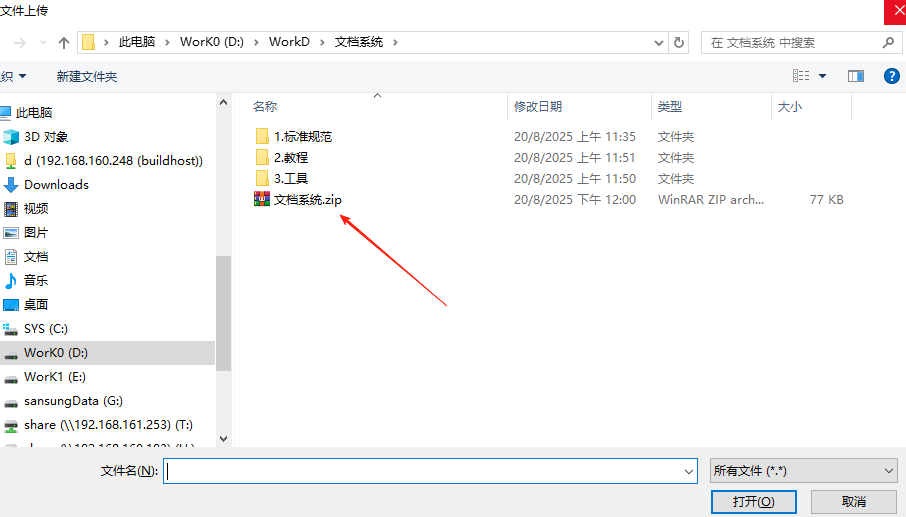 文件上传
此电脑 > WorK0 (D:) > WorkD > 文档系统 >
在 文档系统 中搜索
织 新建文件夹
名称 修改日期 类型 大小
此电脑
3D 对象
d (192.168.160.248 (buildhost))
Downloads
视频
图片
文档
音乐
桌面
SYS (C:)
WorK0 (D:)
WorK1 (E:)
sansungData (G:)
share (\\192.168.161.253) (T:)
1.标准规范 20/8/2025 上午 11:35 文件夹
2.教程 20/8/2025 上午 11:51 文件夹
3.工具 20/8/2025 上午 11:50 文件夹
文档系统.zip 20/8/2025 下午 12:00 WinRAR ZIP arch... 77 KB
文件名(N):
所有文件 (*.*)
打开(O) 取消